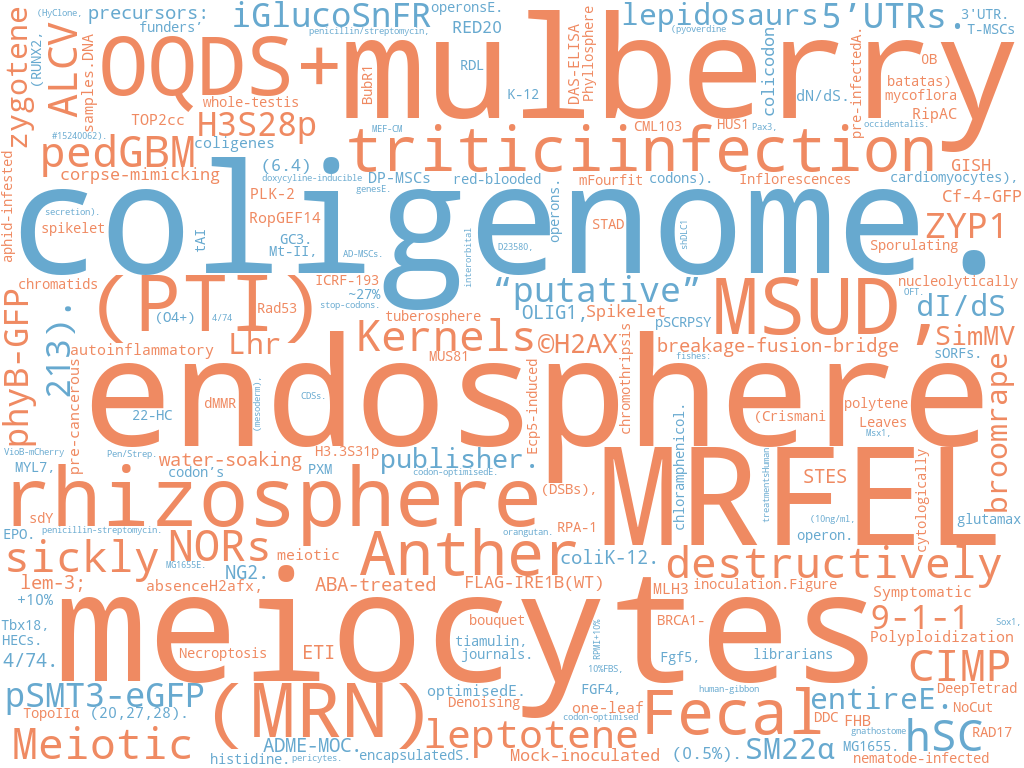 (HyClone,
precursors:
iGlucoSnFR
operonsE.
lepidosaurs
5’UTRs.
3'UTR.
T-MSCs
zygotene
(RUNX2,
ALCV
samples.DNA
funders’
penicillin/streptomycin,
RED20
(pyoverdine
OQDS+
mulberry
BubR1
RDL
K-12
DAS-ELISA
Phyllosphere
colicodon
dN/dS.
pre-infectedA.
OB
batatas)
mycoflora
RipAC
whole-testis
TOP2cc
H3S28p
MEF-CM
CML103
HUS1
Pax3,
occidentalis.
#15240062).
coligenes
pedGBM
triticiinfection
GISH
aphid-infested
corpse-mimicking
(6.4)
doxycyline-inducible
DP-MSCs
red-blooded
mFourfit
codons).
Inflorescences
cardiomyocytes),
genesE.
PLK-2
Cf-4-GFP
coligenome.
secretion).
spikelet
RopGEF14
tAI
GC3.
Mt-II,
AD-MSCs.
interorbital
D23580,
operons.
STAD
shDLC1
ZYP1
Sporulating
chromatids
ICRF-193
~27%
stop-codons.
“putative”
nucleolytically
OFT.
phyB-GFP
213).
(PTI)
(O4+)
4/74
Rad53
tuberosphere
OLIG1,
Spikelet
pSCRPSY
MSUD
dI/dS
,
SimMV
autoinflammatory
Lhr
Kernels
MUS81
©H2AX
chromothripsis
breakage-fusion-bridge
fishes:
sORFs.
endosphere
pre-cancerous
22-HC
dMMR
(mesoderm).
CDSs.
Ecp5-induced
(Crismani
polytene
Leaves
Msx1,
broomrape
VioB-mCherry
MYL7,
Pen/Strep.
water-soaking
codon’s
H3.3S31p
PXM
publisher.
codon-optimisedE.
rhizosphere
(DSBs),
MRFEL
chloramphenicol.
treatmentsHuman
STES
(10ng/ml,
cytologically
glutamax
sdY
EPO.
penicillin-streptomycin.
orangutan.
RPA-1
operon.
sickly
NORs
MG1655E.
NG2.
meiotic
Anther
coliK-12.
destructively
lem-3;
+10%
absenceH2afx,
ABA-treated
FLAG-IRE1B(WT)
MLH3
inoculation.Figure
Symptomatic
meiocytes
Tbx18,
HECs.
4/74.
bouquet
tiamulin,
journals.
RPMI+10%
10%FBS,
BRCA1-
Fgf5,
librarians
9-1-1
Sox1,
Polyploidization
Necroptosis
ETI
CIMP
pSMT3-eGFP
(MRN)
optimisedE.
Denoising
FGF4,
one-leaf
codon-optimised
human-gibbon
Fecal
entireE.
DeepTetrad
NoCut
TopoIIα
(20,27,28).
DDC
FHB
gnathostome
RAD17
Meiotic
histidine.
ADME-MOC.
pericytes.
encapsulatedS.
leptotene
Mock-inoculated
(0.5%).
SM22α
MG1655.
hSC
nematode-infected